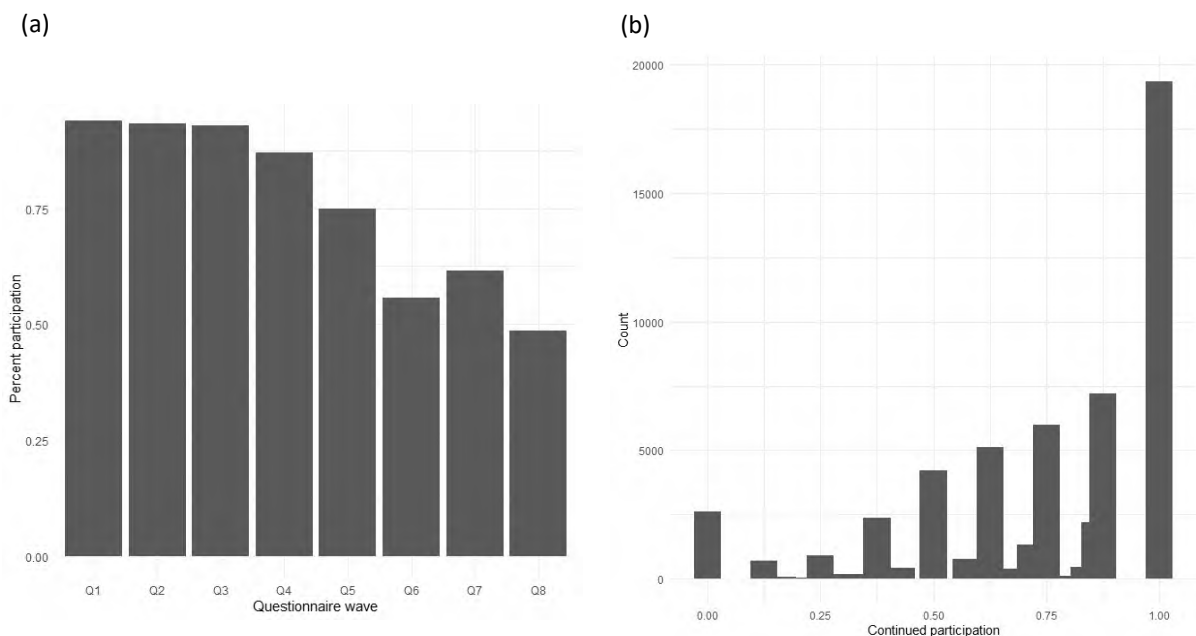 (a)
Percent participation
0.75
0.50
0.25
0.00
Q1 Q2 Q3 Q4 Q5 Q6 Q7 Q8
Questionnaire wave
(b)
Count
20000
15000
10000
5000
0
0.00 0.25 0.50 0.75 1.00
Continued participation